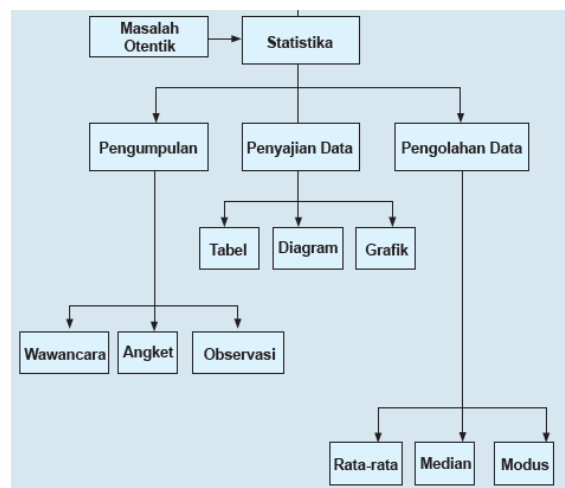 Masalah
Otentik
Statistika
Pengumpulan
Penyajian Data
Pengolahan Data
Tabel
Diagram
Grafik
Wawancara
Angket
Observasi
Rata-rata
Median
Modus